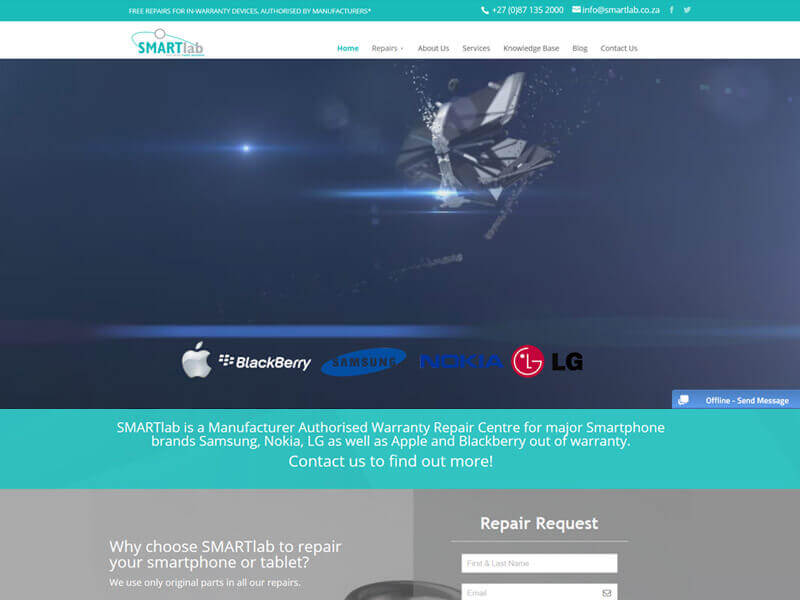 FREE REPAIRS FOR IN-WARRANTY DEVICES, AUTHORISED BY MANUFACTURERS*
+27 (0)87 135 2000
info@smartlab.co.za
SMARTlab
Home
Repairs
About Us
Services
Knowledge Base
Blog
Contact Us
BlackBerry
SAMSUNG
NOKIA
LG
Offline - Send Message
SMARTlab is a Manufacturer Authorised Warranty Repair Centre for major Smartphone
brands Samsung, Nokia, LG as well as Apple and Blackberry out of warranty.
Contact us to find out more!
Why choose SMARTlab to repair
your smartphone or tablet?
We use only original parts in all our repairs.
Repair Request
First & Last Name
Email